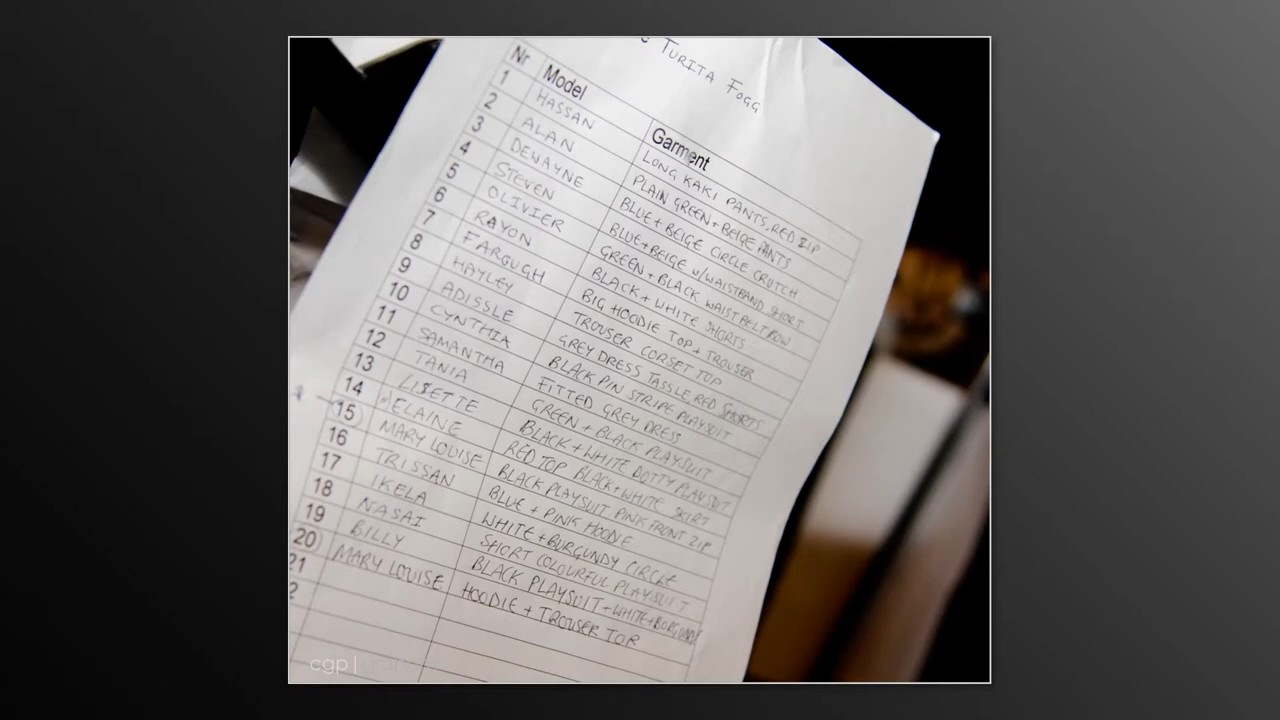 TURITA FOGG
Nr Model Garment
1 HASSAN LONG KAKI PANTS, RED ZIP
2 ALAN PLAIN GREEN + BEIGE PANTS
3 DEWAYNE BLUE + BEIGE CIRCLE CRUTCH
4 STEVEN BLUE+BEIGE W/WAISTBAND SHORT
5 OLIVIER GREEN + BLACK WAISTBELT BOW
6 RAYON BLACK + WHITE SHORTS
7 FAROUGH BIG HOODIE TOP + TROUSER
8 HAYLEY TROUSER CORSET TOP
9 ADISSLE GREY DRESS TASSLE, RED SHORTS
10 CYNTHIA BLACK PIN STRIPE PLAYSUIT
11 SAMANTHA FITTED GREY DRESS
12 TANIA GREEN + BLACK PLAYSUIT
13 LISETTE BLACK + WHITE DOTTY PLAYSUIT
14 ELAINE RED TOP BLACK+WHITE SKIRT
15 MARY LOUISE BLACK PLAYSUIT PINK FRONT ZIP
16 TRISSAN BLUE + PINK HOODIE
17 IKELA WHITE + BURGUNDY CIRCLE
18 NASAI SHORT COLOURFUL PLAYSUIT
19 BILLY BLACK PLAYSUIT + WHITE+BURGUNDY
20 MARY LOUISE HOODIE + TROUSER TOP
21
2
cgp |